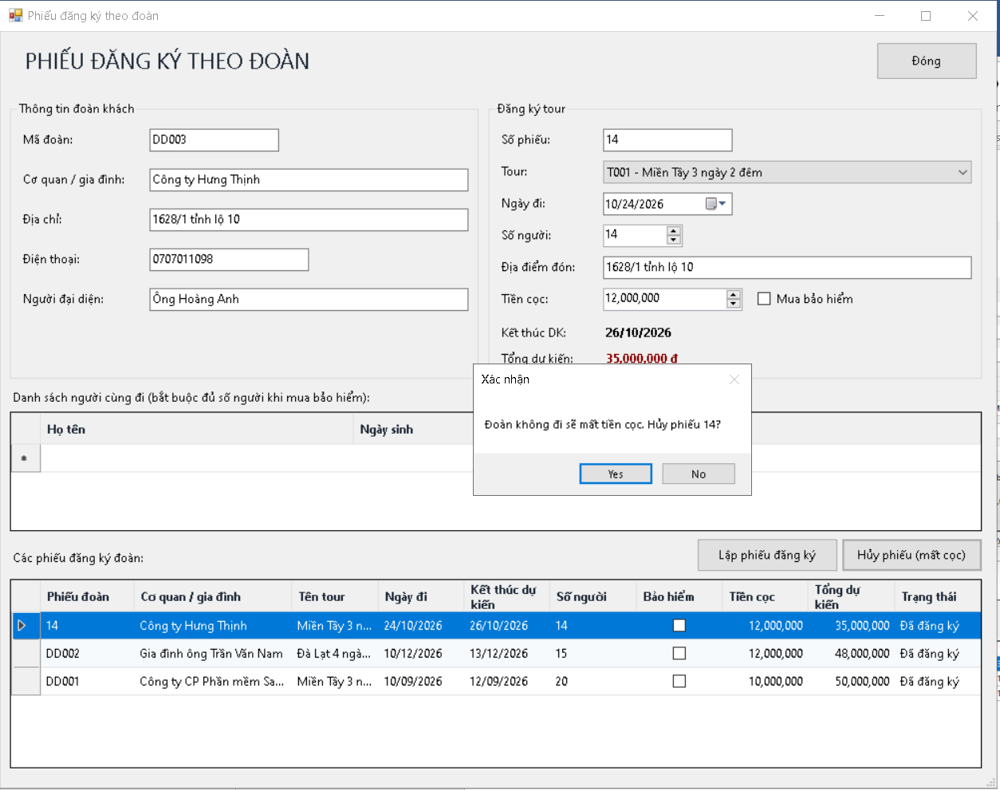 Phiếu đăng ký theo đoàn
PHIẾU ĐĂNG KÝ THEO ĐOÀN
Đóng
Thông tin đoàn khách
Mã đoàn: DD003
Cơ quan / gia đình: Công ty Hưng Thịnh
Địa chỉ: 1628/1 tỉnh lộ 10
Điện thoại: 0707011098
Người đại diện: Ông Hoàng Anh
Đăng ký tour
Số phiếu: 14
Tour: T001 - Miền Tây 3 ngày 2 đêm
Ngày đi: 10/24/2026
Số người: 14
Địa điểm đón: 1628/1 tỉnh lộ 10
Tiền cọc: 12,000,000 Mua bảo hiểm
Kết thúc DK: 26/10/2026
Tổng dự kiến: 35,000,000 đ
Xác nhận
Đoàn không đi sẽ mất tiền cọc. Hủy phiếu 14?
Yes No
Danh sách người cùng đi (bắt buộc đủ số người khi mua bảo hiểm):
Họ tên Ngày sinh
Các phiếu đăng ký đoàn:
Lập phiếu đăng ký Hủy phiếu (mất cọc)
Phiếu đoàn Cơ quan / gia đình Tên tour Ngày đi Kết thúc dự kiến Số người Bảo hiểm Tiền cọc Tổng dự kiến Trạng thái
14 Công ty Hưng Thịnh Miền Tây 3 n... 24/10/2026 26/10/2026 14 12,000,000 35,000,000 Đã đăng ký
DD002 Gia đình ông Trần Văn Nam Đà Lạt 4 ngà... 10/12/2026 13/12/2026 15 12,000,000 48,000,000 Đã đăng ký
DD001 Công ty CP Phần mềm Sa... Miền Tây 3 n... 10/09/2026 12/09/2026 20 10,000,000 50,000,000 Đã đăng ký